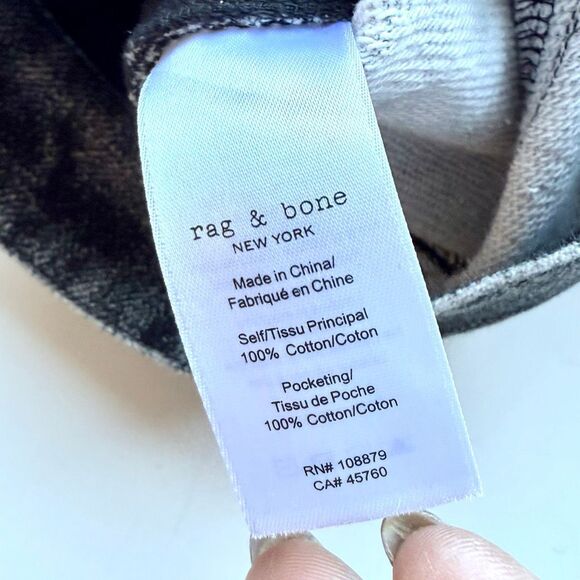 rag & bone
NEW YORK
Made in China/
Fabriqué en Chine
Self/Tissu Principal
100% Cotton/Coton
Pocketing/
Tissu de Poche
100% Cotton/Coton
RN# 108879
CA# 45760